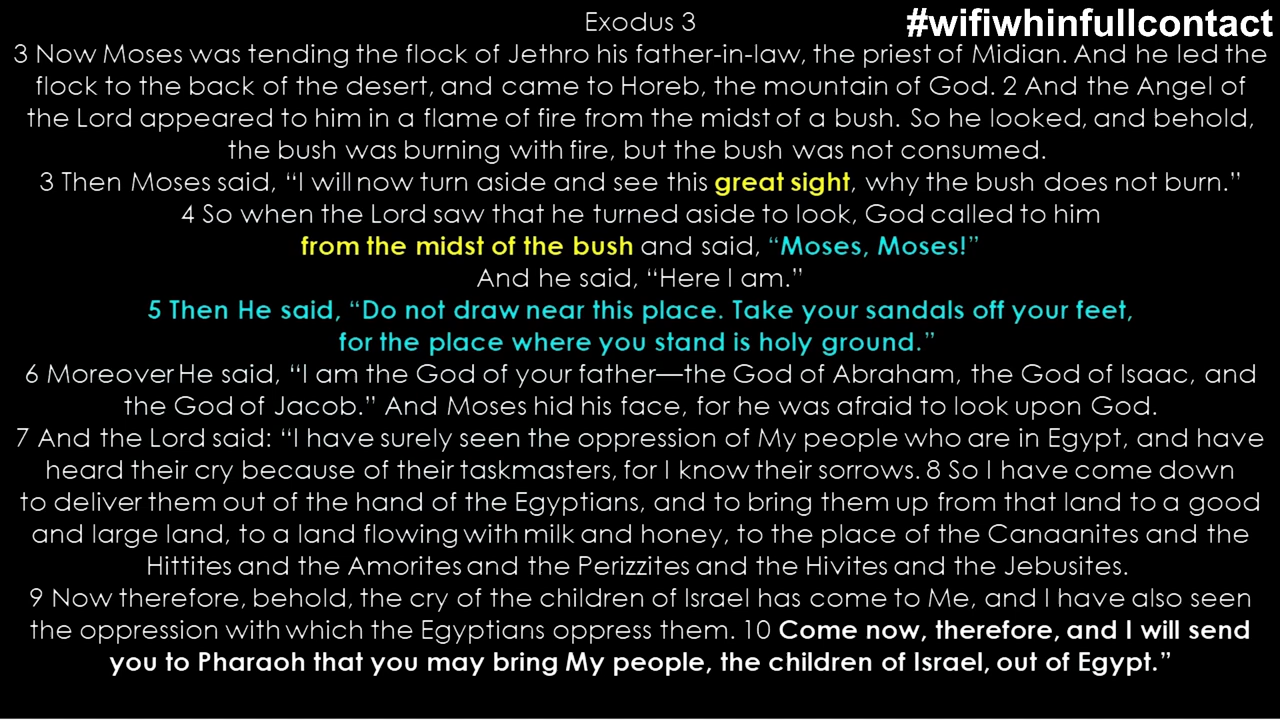 Exodus 3
#wifiwhinfullcontact
3 Now Moses was tending the flock of Jethro his father-in-law, the priest of Midian. And he led the
flock to the back of the desert, and came to Horeb, the mountain of God. 2 And the Angel of
the Lord appeared to him in a flame of fire from the midst of a bush. So he looked, and behold,
the bush was burning with fire, but the bush was not consumed.
3 Then Moses said, “I will now turn aside and see this great sight, why the bush does not burn.”
4 So when the Lord saw that he turned aside to look, God called to him
from the midst of the bush and said, “Moses, Moses!”
And he said, “Here I am.”
5 Then He said, “Do not draw near this place. Take your sandals off your feet,
for the place where you stand is holy ground.”
6 Moreover He said, “I am the God of your father—the God of Abraham, the God of Isaac, and
the God of Jacob.” And Moses hid his face, for he was afraid to look upon God.
7 And the Lord said: “I have surely seen the oppression of My people who are in Egypt, and have
heard their cry because of their taskmasters, for I know their sorrows. 8 So I have come down
to deliver them out of the hand of the Egyptians, and to bring them up from that land to a good
and large land, to a land flowing with milk and honey, to the place of the Canaanites and the
Hittites and the Amorites and the Perizzites and the Hivites and the Jebusites.
9 Now therefore, behold, the cry of the children of Israel has come to Me, and I have also seen
the oppression with which the Egyptians oppress them. 10 Come now, therefore, and I will send
you to Pharaoh that you may bring My people, the children of Israel, out of Egypt.”